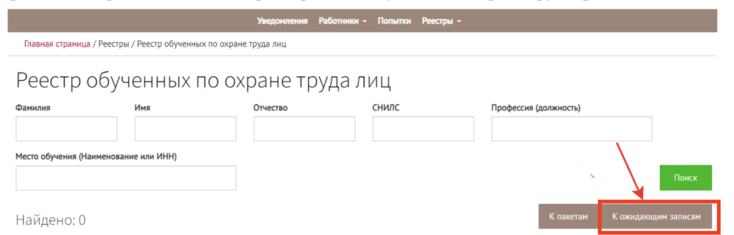 Уведомления Работники Попытки Реестры
Главная страница / Реестры / Реестр обученных по охране труда лиц
Реестр обученных по охране труда лиц
Фамилия Имя Отчество СНИЛС Профессия (должность)
Место обучения (Наименование или ИНН)
Поиск
Найдено: 0 К пакетам К ожидающим записям